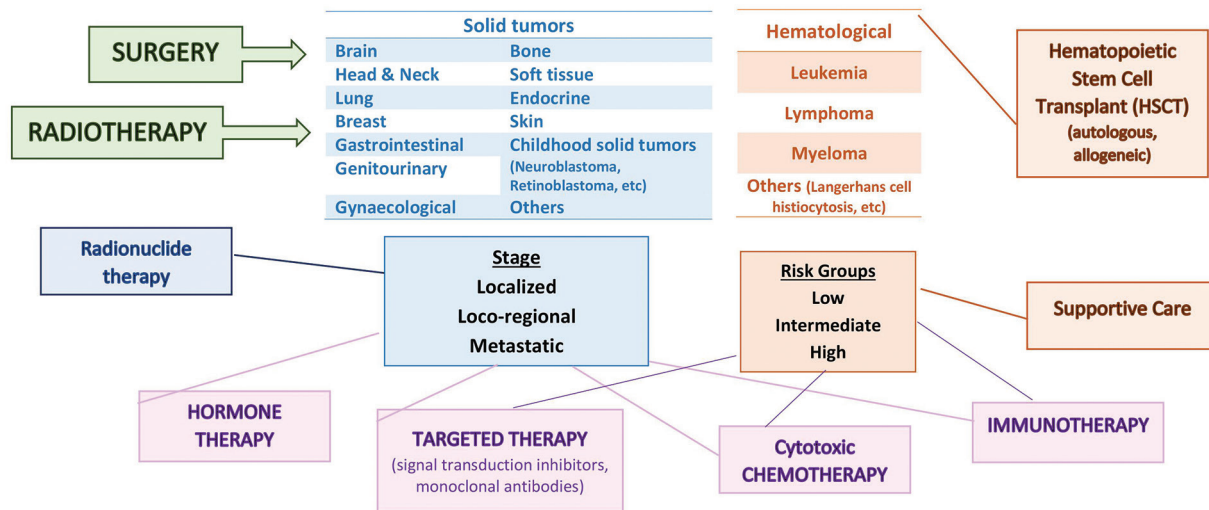 SURGERY
RADIOTHERAPY
Solid tumors
Brain Bone
Head & Neck Soft tissue
Lung Endocrine
Breast Skin
Gastrointestinal Childhood solid tumors
Genitourinary (Neuroblastoma,
Retinoblastoma, etc)
Gynaecological Others
Hematological
Leukemia
Lymphoma
Myeloma
Others (Langerhans cell
histiocytosis, etc)
Hematopoietic
Stem Cell
Transplant (HSCT)
(autologous,
allogeneic)
Radionuclide
therapy
Stage
Localized
Loco-regional
Metastatic
Risk Groups
Low
Intermediate
High
Supportive Care
HORMONE
THERAPY
TARGETED THERAPY
(signal transduction inhibitors,
monoclonal antibodies)
Cytotoxic
CHEMOTHERAPY
IMMUNOTHERAPY